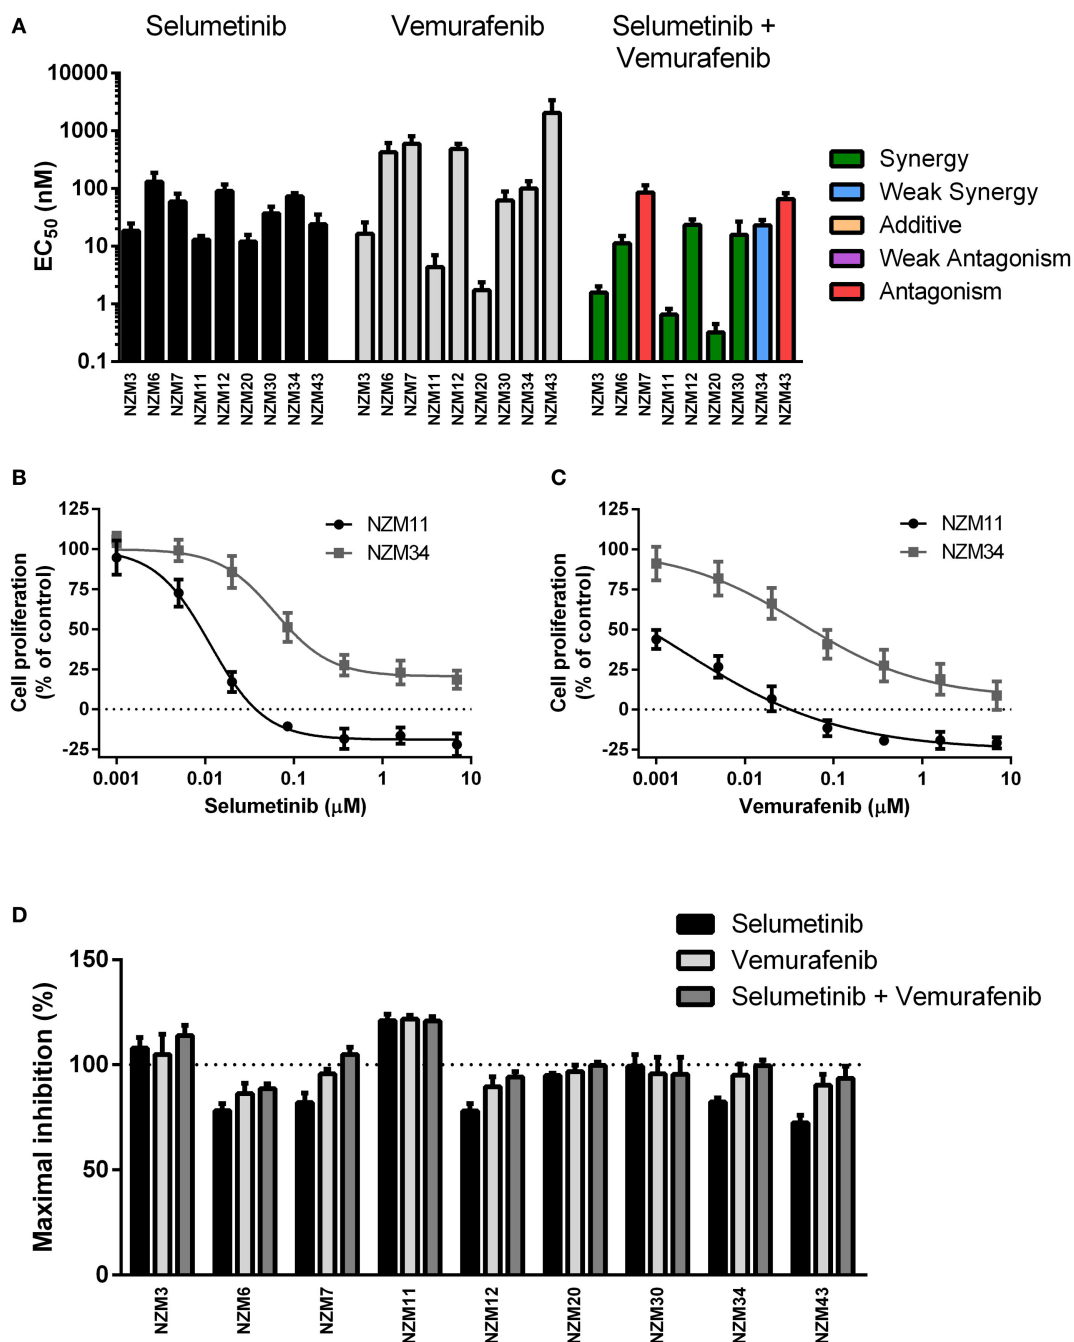 A
Selumetinib
Vemurafenib
Selumetinib +
Vemurafenib
EC50 (nM)
10000
1000
100
10
1
0.1
NZM3
NZM6
NZM7
NZM11
NZM12
NZM20
NZM30
NZM34
NZM43
NZM3
NZM6
NZM7
NZM11
NZM12
NZM20
NZM30
NZM34
NZM43
NZM3
NZM6
NZM7
NZM11
NZM12
NZM20
NZM30
NZM34
NZM43
Synergy
Weak Synergy
Additive
Weak Antagonism
Antagonism
B
Cell proliferation
(% of control)
125
100
75
50
25
0
-25
NZM11
NZM34
0.001
0.01
0.1
1
10
Selumetinib (μM)
C
Cell proliferation
(% of control)
125
100
75
50
25
0
-25
NZM11
NZM34
0.001
0.01
0.1
1
10
Vemurafenib (μM)
D
Selumetinib
Vemurafenib
Selumetinib + Vemurafenib
Maximal inhibition (%)
150
100
50
0
NZM3
NZM6
NZM7
NZM11
NZM12
NZM20
NZM30
NZM34
NZM43